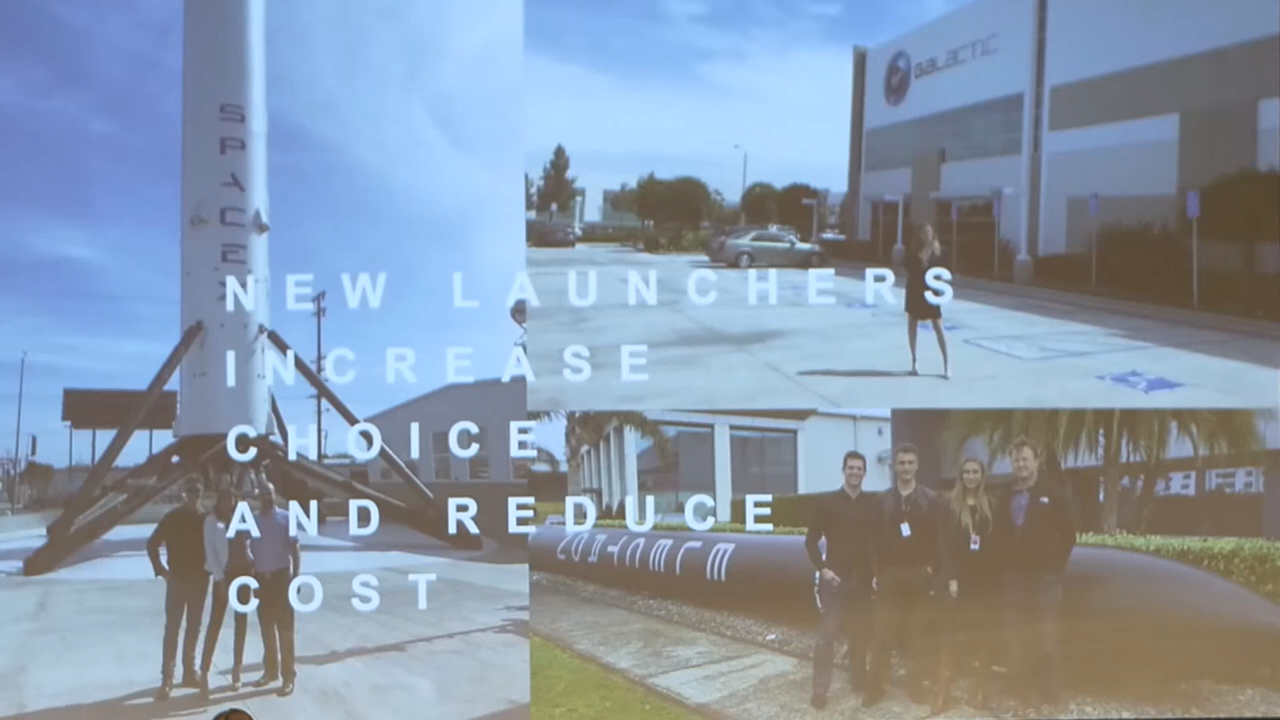 SPACEX
GALACTIC
NEW LAUNCHERS
INCREASE
CHOICE
AND REDUCE
COST